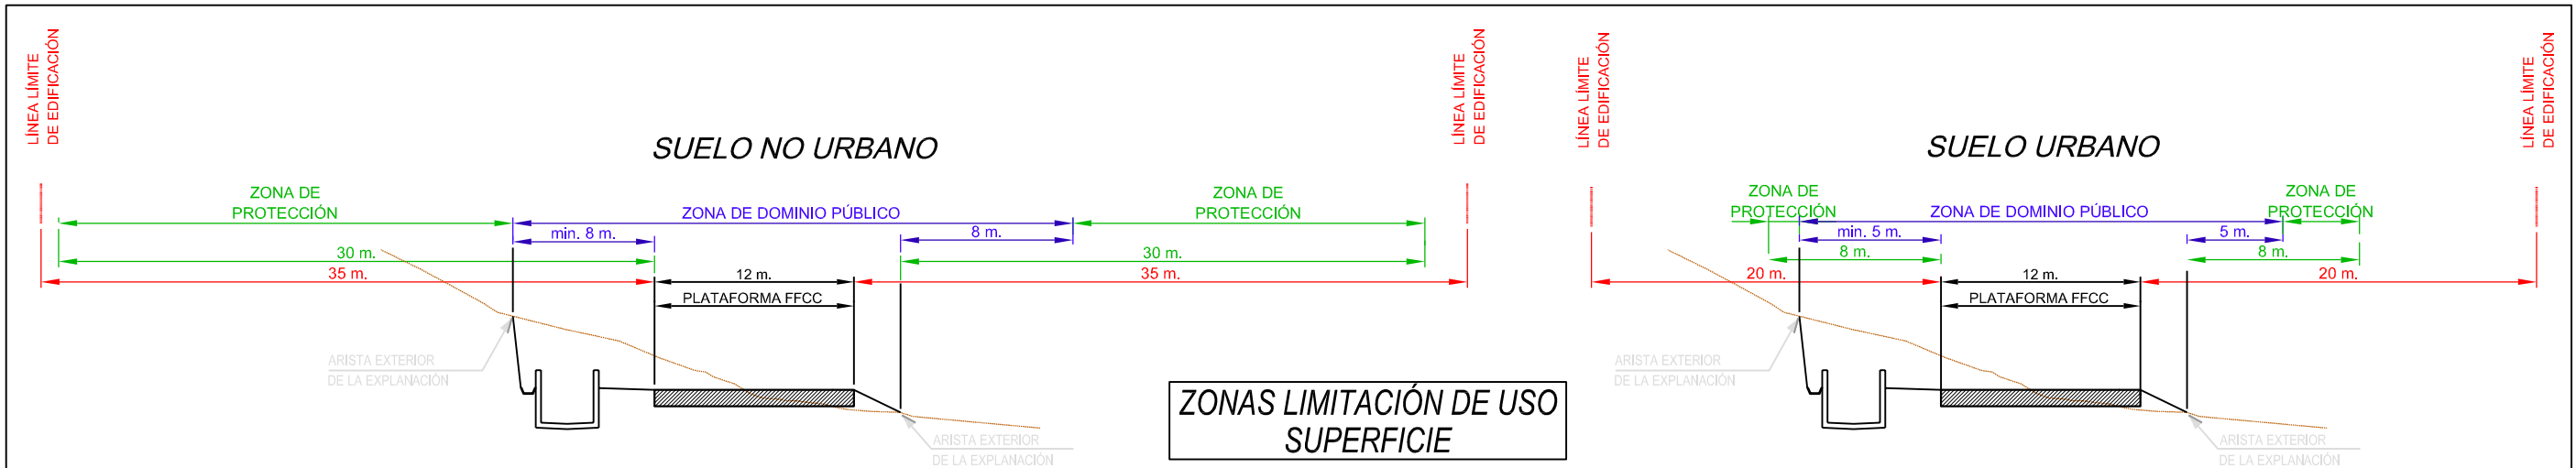 LÍNEA LÍMITE
DE EDIFICACIÓN
SUELO NO URBANO
LÍNEA LÍMITE
DE EDIFICACIÓN
ZONA DE
PROTECCIÓN
ZONA DE DOMINIO PÚBLICO
ZONA DE
PROTECCIÓN
min. 8 m.
8 m.
30 m.
30 m.
35 m.
12 m.
35 m.
PLATAFORMA FFCC
ARISTA EXTERIOR
DE LA EXPLANACIÓN
ARISTA EXTERIOR
DE LA EXPLANACIÓN
ZONAS LIMITACIÓN DE USO
SUPERFICIE
LÍNEA LÍMITE
DE EDIFICACIÓN
SUELO URBANO
LÍNEA LÍMITE
DE EDIFICACIÓN
ZONA DE
PROTECCIÓN
ZONA DE DOMINIO PÚBLICO
ZONA DE
PROTECCIÓN
min. 5 m.
5 m.
8 m.
8 m.
20 m.
12 m.
20 m.
PLATAFORMA FFCC
ARISTA EXTERIOR
DE LA EXPLANACIÓN
ARISTA EXTERIOR
DE LA EXPLANACIÓN